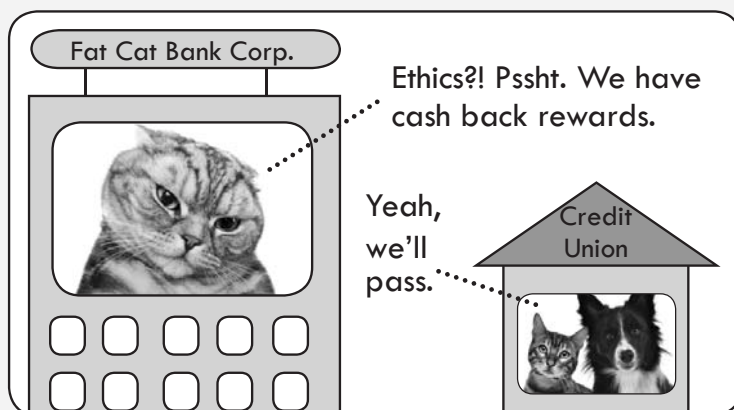 Fat Cat Bank Corp.
Ethics?! Pssht. We have
cash back rewards.
Yeah,
we'll
pass.
Credit
Union